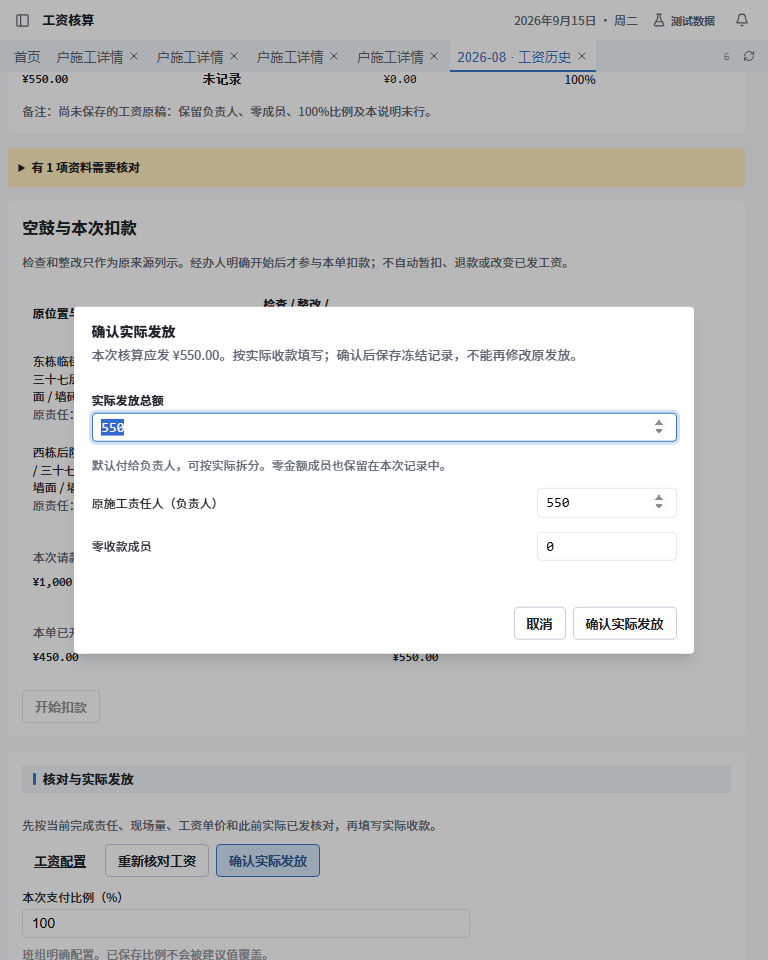 工资核算
2026年9月15日 · 周二
测试数据
首页
户施工详情
户施工详情
户施工详情
户施工详情
2026-08 · 工资历史
6
¥550.00 未记录 ¥0.00 100%
备注：尚未保存的工资原稿：保留负责人、零成员、100%比例及本说明末行。
有 1 项资料需要核对
空鼓与本次扣款
检查和整改只作为原来源列示。经办人明确开始后才参与本单扣款；不自动暂扣、退款或改变已发工资。
检查 / 整改 /
原位置
东栋临
三十七
面 / 墙
原责任：
西栋后
/ 三十七
墙面 /
原责任：
本次请
¥1,000
本单已
¥450.00 ¥550.00
开始扣款
确认实际发放
本次核算应发 ¥550.00。按实际收款填写；确认后保存冻结记录，不能再修改原发放。
实际发放总额
550
默认付给负责人，可按实际拆分。零金额成员也保留在本次记录中。
原施工责任人（负责人） 550
零收款成员 0
取消 确认实际发放
核对与实际发放
先按当前完成责任、现场量、工资单价和此前实际已发核对，再填写实际收款。
工资配置 重新核对工资 确认实际发放
本次支付比例（%）
100
班组明确配置。已保存比例不会被建议值覆盖。